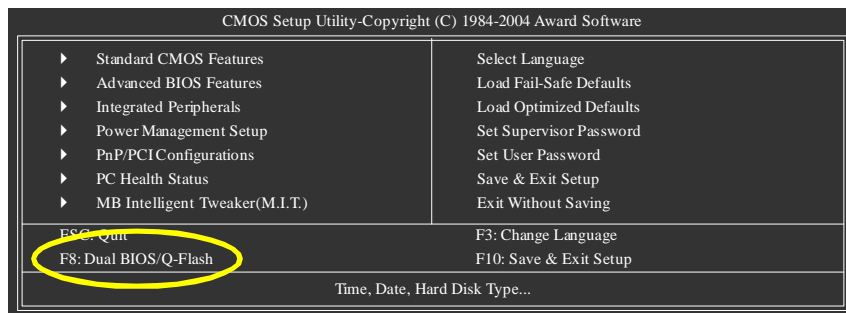 CMOS Setup Utility-Copyright (C) 1984-2004 Award Software
Standard CMOS Features
Advanced BIOS Features
Integrated Peripherals
Power Management Setup
PnP/PCI Configurations
PC Health Status
MB Intelligent Tweaker(M.I.T.)
Select Language
Load Fail-Safe Defaults
Load Optimized Defaults
Set Supervisor Password
Set User Password
Save & Exit Setup
Exit Without Saving
ESC: Quit
F3: Change Language
F8: Dual BIOS/Q-Flash
F10: Save & Exit Setup
Time, Date, Hard Disk Type...